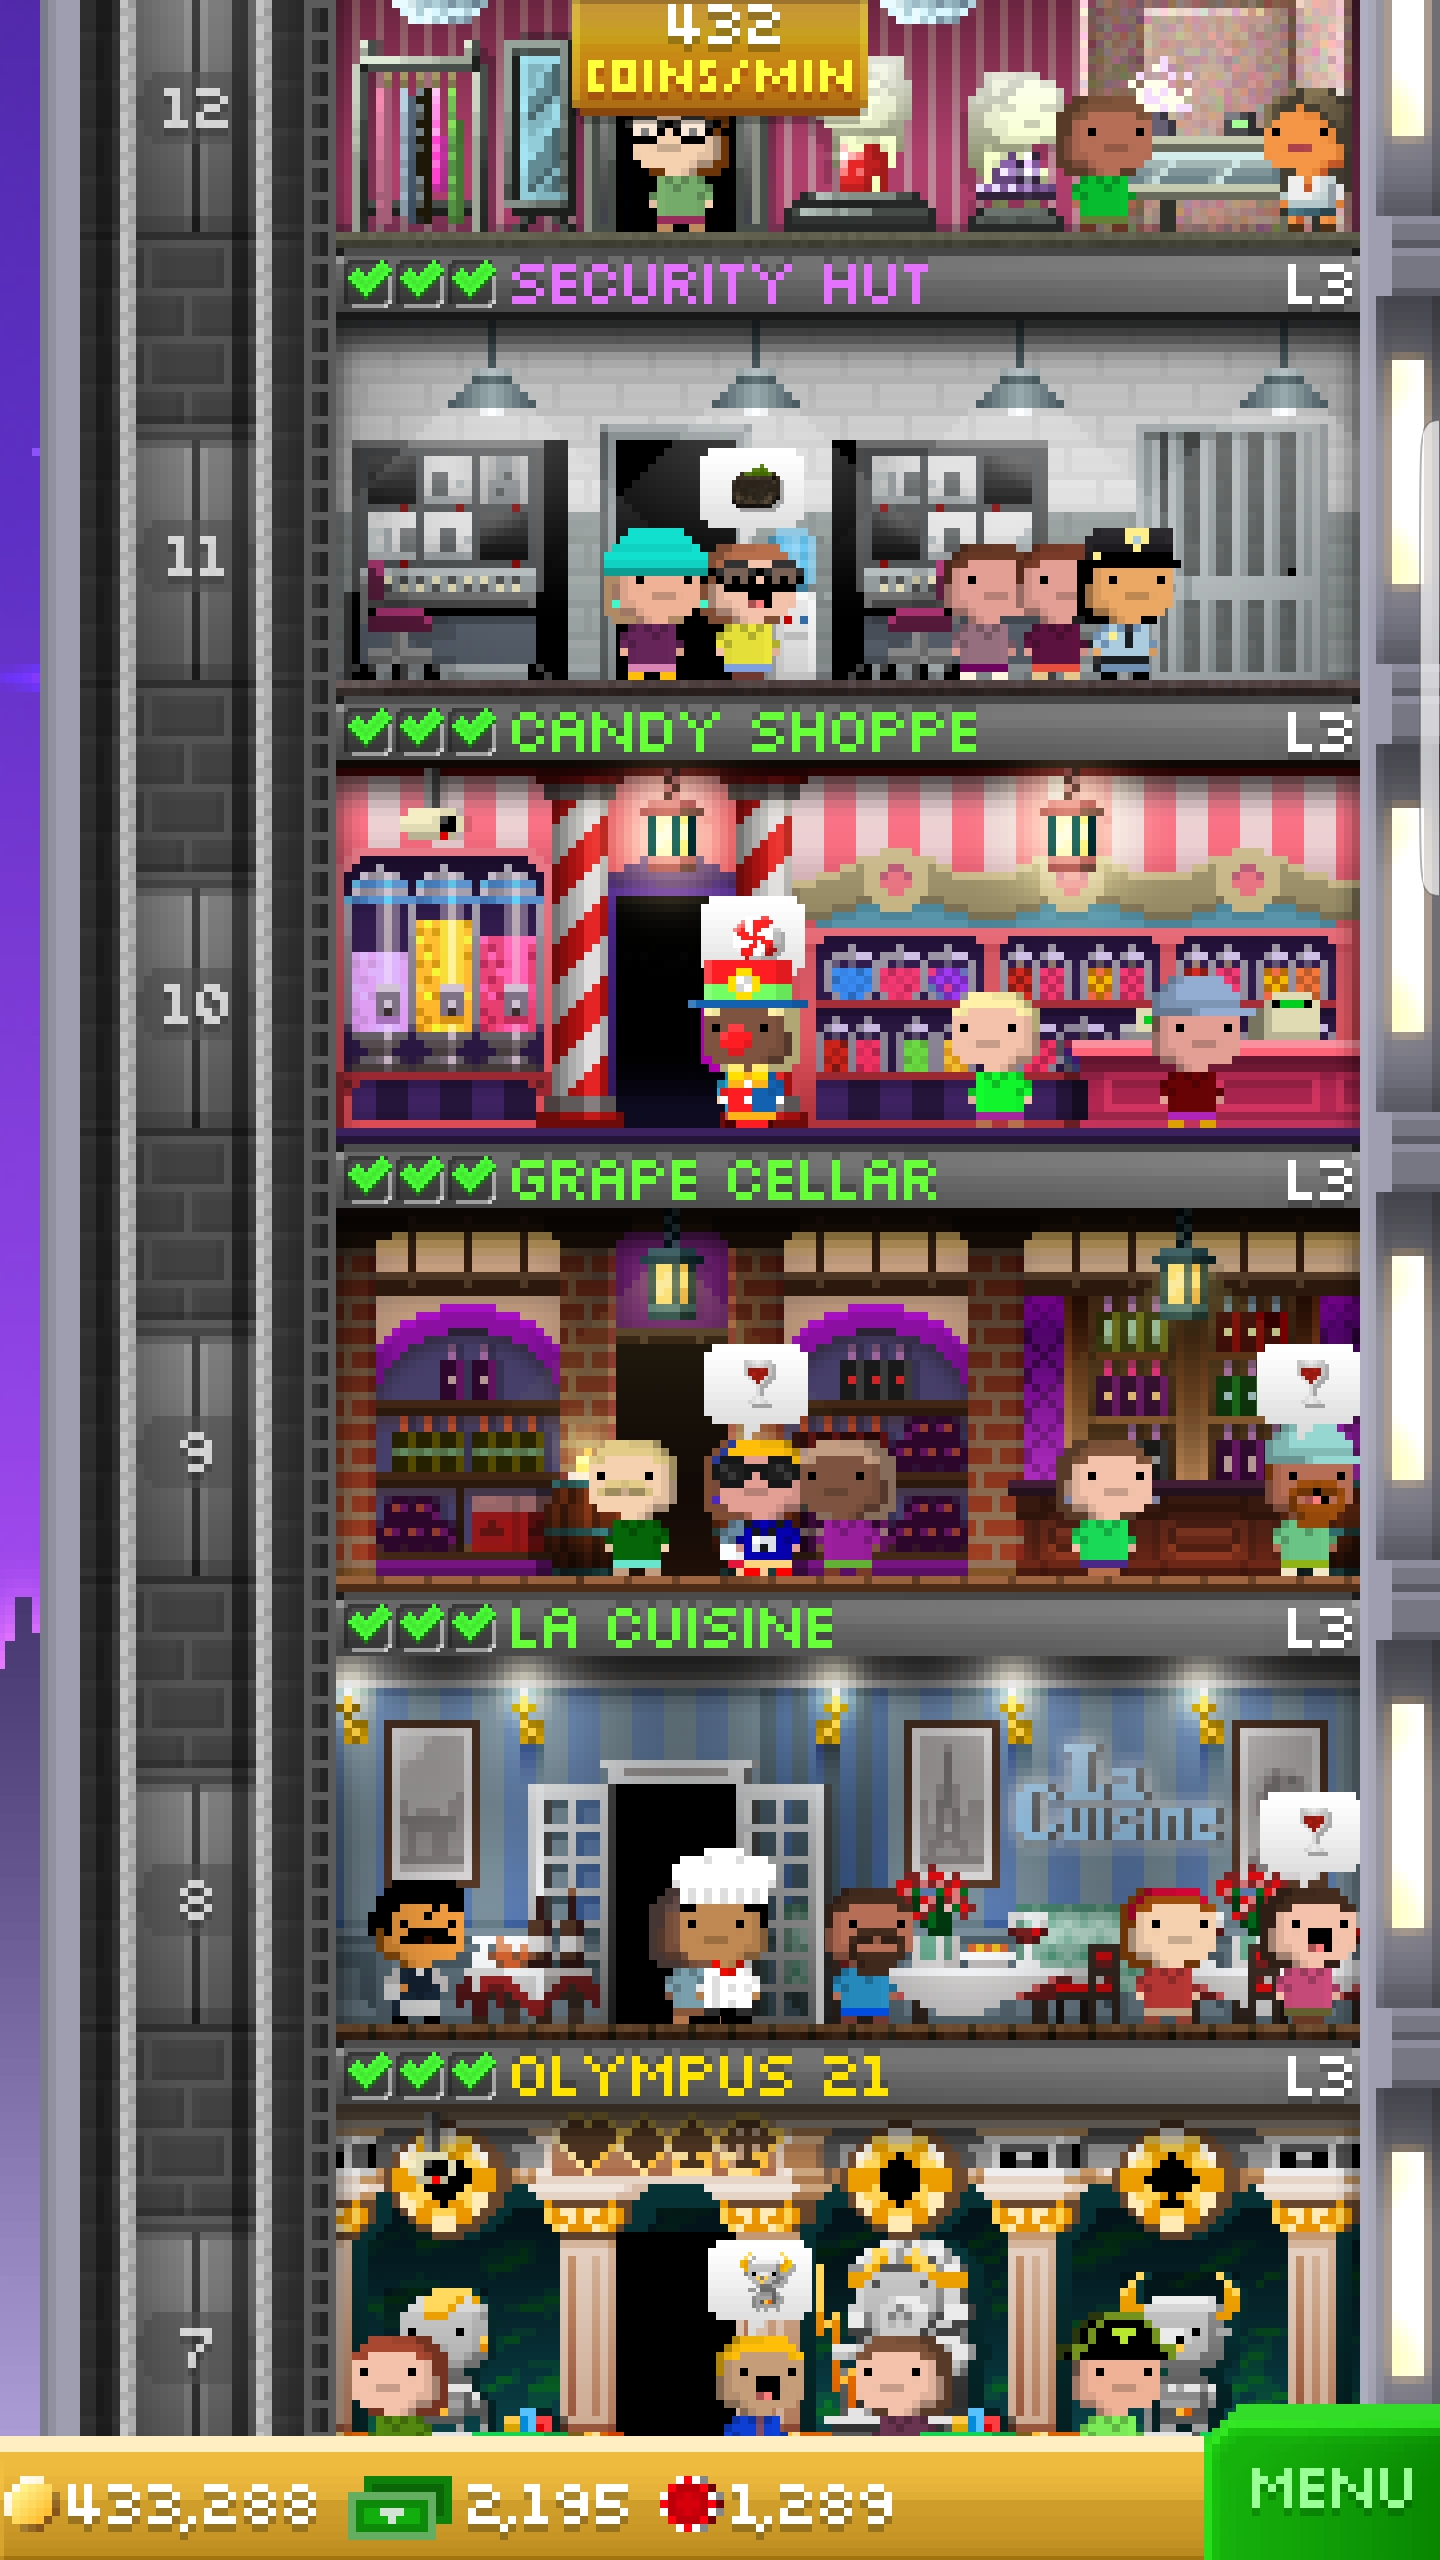 432
COINS/MIN
12
SECURITY HUT L3
11
CANDY SHOPPE L3
10
GRAPE CELLAR L3
9
LA CUISINE L3
La
Cuisine
8
OLYMPUS 21 L3
7
433,288 2,195 1,289 MENU